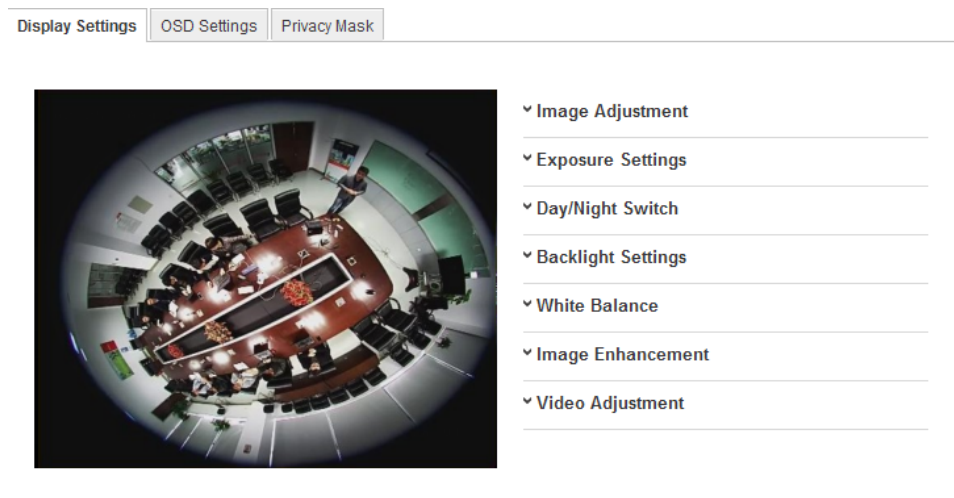 Display Settings OSD Settings Privacy Mask
Image Adjustment
Exposure Settings
Day/Night Switch
Backlight Settings
White Balance
Image Enhancement
Video Adjustment